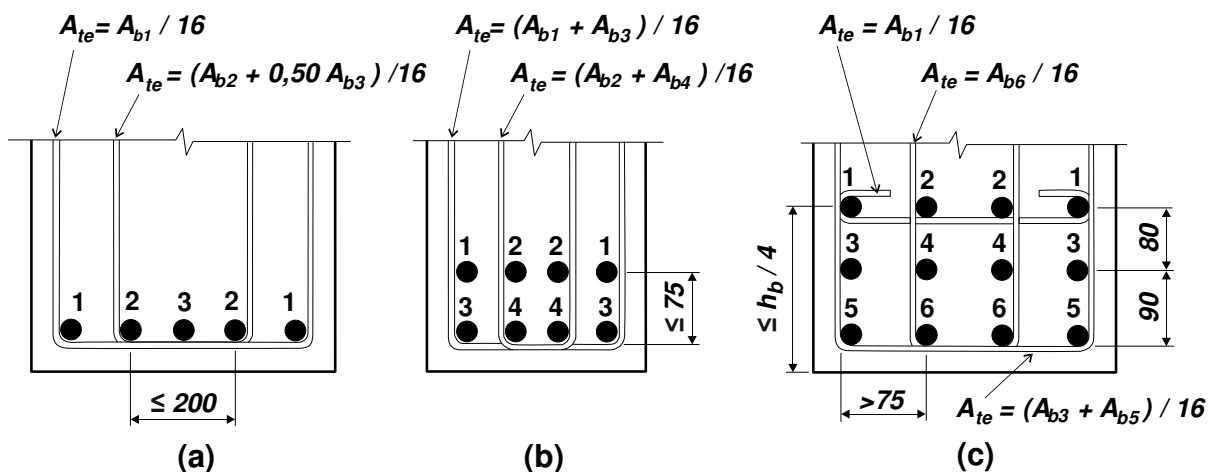 A_te = A_b1 / 16
A_te = (A_b2 + 0,50 A_b3 ) /16
1 2 3 2 1
≤ 200
(a)
A_te = (A_b1 + A_b3 ) / 16
A_te = (A_b2 + A_b4) /16
1 2 2 1
3 4 4 3
≤ 75
(b)
A_te = A_b1 / 16
A_te = A_b6 / 16
1 2 2 1
3 4 4 3
5 6 6 5
≤ h_b / 4
80
90
>75
A_te = (A_b3 + A_b5 ) / 16
(c)